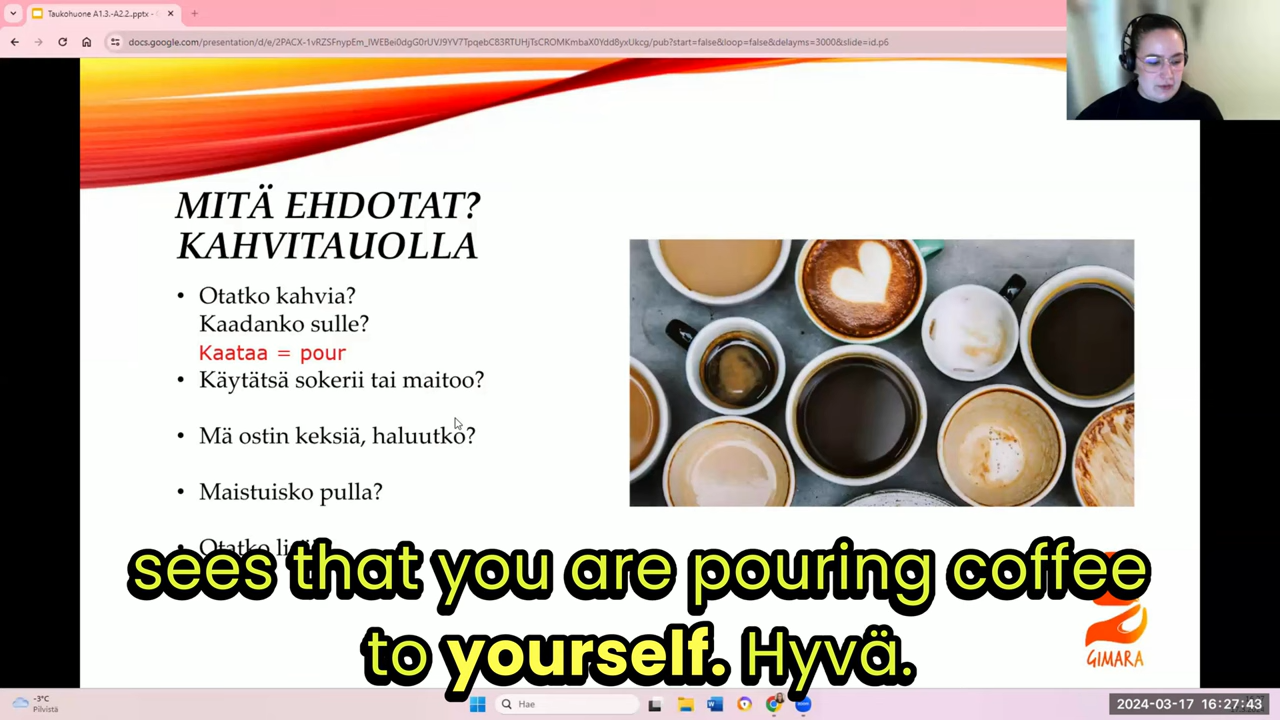 Taukohuone A1.3.-A2.2..pptx -
docs.google.com/presentation/d/e/2PACX-1vRZSFnypEm_lWEBei0dgG0rUVJ9YV7TpqebC83RTUHjTsCROMKmbaX0Ydd8yxUkcg/pub?start=false&loop=false&delayms=3000&slide=id.p6
MITÄ EHDOTAT?
KAHVITAUOLLA
• Otatko kahvia?
Kaadanko sulle?
Kaataa = pour
• Käytätsä sokerii tai maitoo?
• Mä ostin keksiä, haluutko?
• Maistuisko pulla?
• Otatko
sees that you are pouring coffee
to yourself. Hyvä.
GIMARA
-3°C
Pilvistä
Hae
2024-03-17 16:27:43